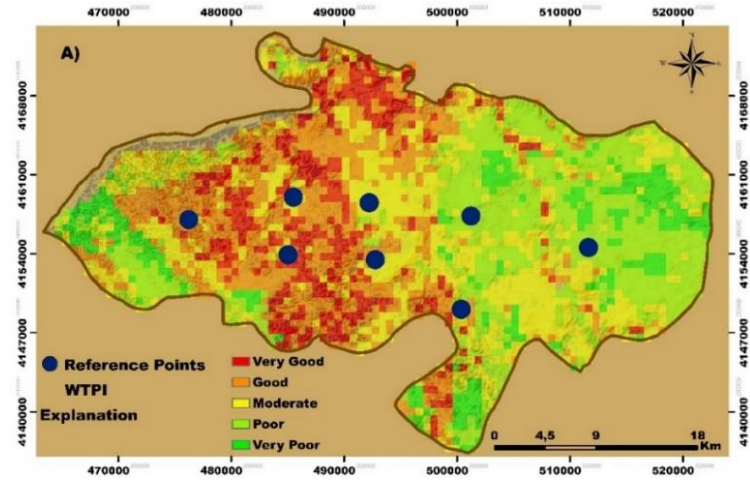 470000 480000 490000 500000 510000 520000
A)
N
W E
S
4168000 4168000
4161000 4161000
4154000 4154000
4147000 4147000
4140000 4140000
Reference Points
WTPI
Explanation
Very Good
Good
Moderate
Poor
Very Poor
0 4,5 9 18
Km
470000 480000 490000 500000 510000 520000